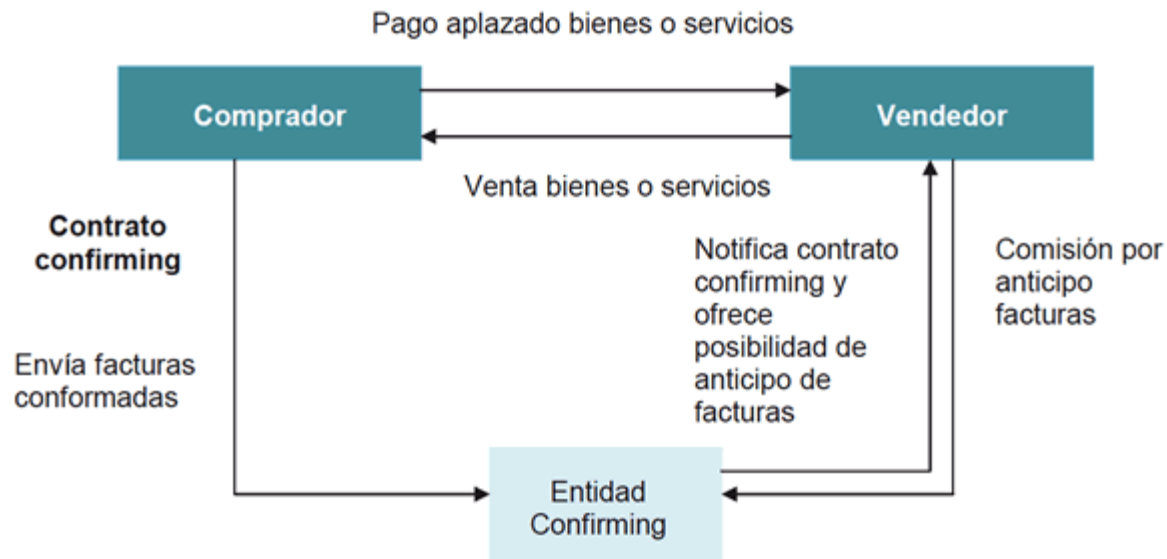 Pago aplazado bienes o servicios
Comprador
Vendedor
Venta bienes o servicios
Contrato
confirming
Envía facturas
conformadas
Notifica contrato
confirming y
ofrece
posibilidad de
anticipo de
facturas
Comisión por
anticipo
facturas
Entidad
Confirming